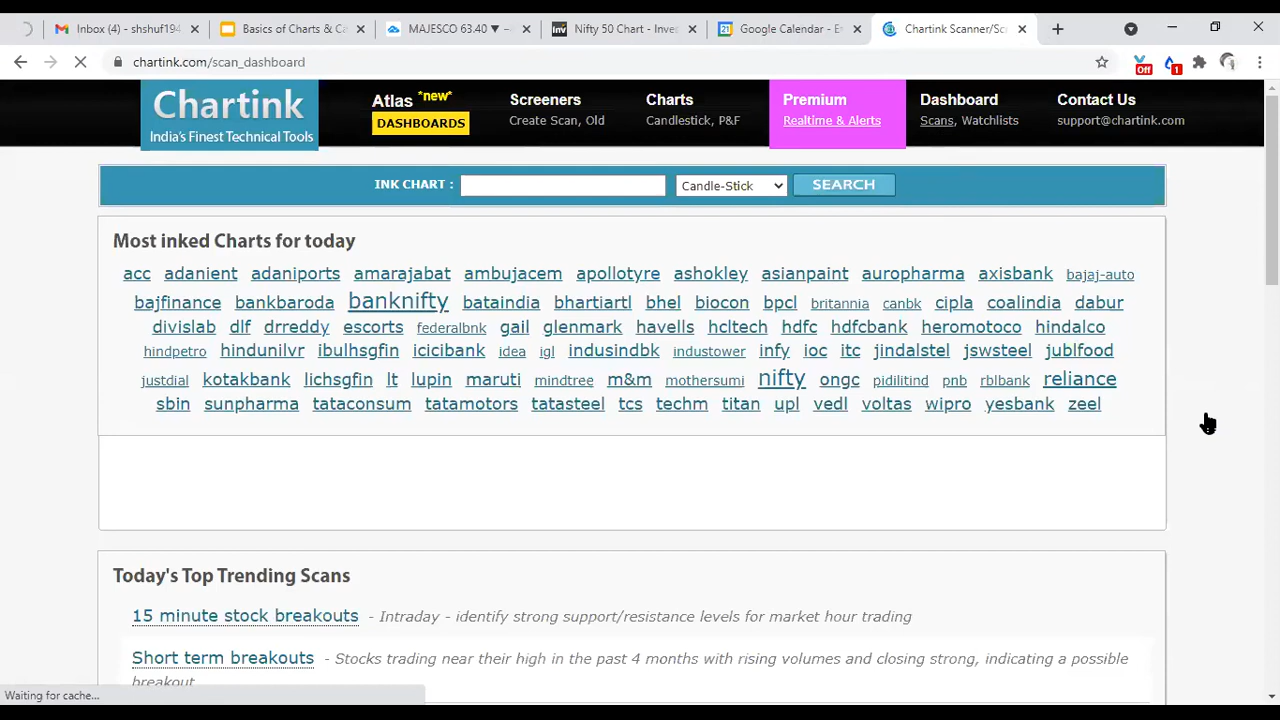 Inbox (4) - shshuf194
Basics of Charts & Ca
MAJESCO 63.40 ▼ -
Nifty 50 Chart - Inves
Google Calendar - E
Chartink Scanner/Scr
chartink.com/scan_dashboard
Off
1
Chartink
India's Finest Technical Tools
Atlas *new*
DASHBOARDS
Screeners
Create Scan, Old
Charts
Candlestick, P&F
Premium
Realtime & Alerts
Dashboard
Scans, Watchlists
Contact Us
support@chartink.com
INK CHART : Candle-Stick SEARCH
Most inked Charts for today
acc adanient adaniports amarajabat ambujacem apollotyre ashokley asianpaint auropharma axisbank bajaj-auto
bajfinance bankbaroda banknifty bataindia bhartiartl bhel biocon bpcl britannia canbk cipla coalindia dabur
divislab dlf drreddy escorts federalbnk gail glenmark havells hcltech hdfc hdfcbank heromotoco hindalco
hindpetro hindunilvr ibulhsgfin icicibank idea igl indusindbk industower infy ioc itc jindalstel jswsteel jublfood
justdial kotakbank lichsgfin lt lupin maruti mindtree m&m mothersumi nifty ongc pidilitind pnb rblbank reliance
sbin sunpharma tataconsum tatamotors tatasteel tcs techm titan upl vedl voltas wipro yesbank zeel
Today's Top Trending Scans
15 minute stock breakouts - Intraday - identify strong support/resistance levels for market hour trading
Short term breakouts - Stocks trading near their high in the past 4 months with rising volumes and closing strong, indicating a possible
breakout
Waiting for cache...